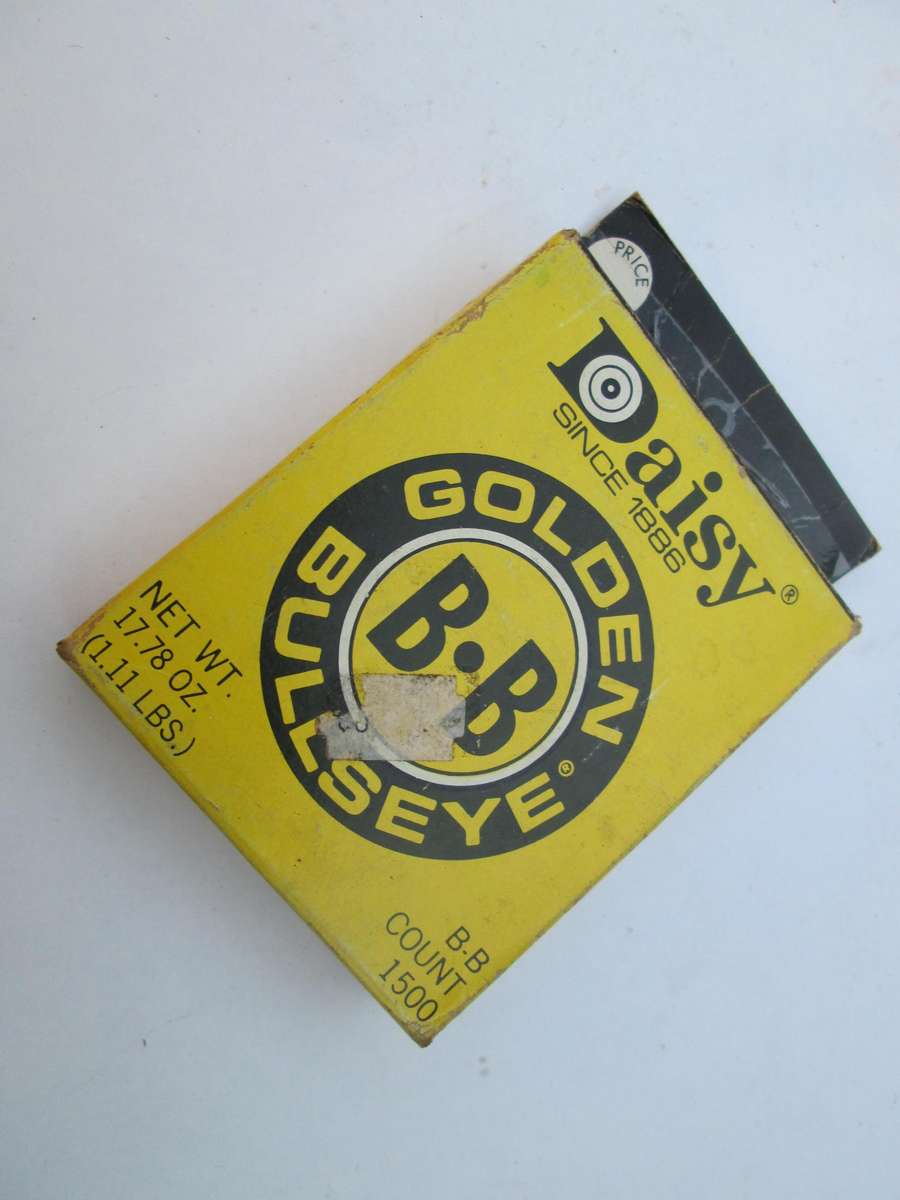 PRICE
Daisy®
SINCE 1886
GOLDEN
B·B
BULLSEYE®
NET WT.
17.78 OZ.
(1.11 LBS.)
B·B
COUNT
1500